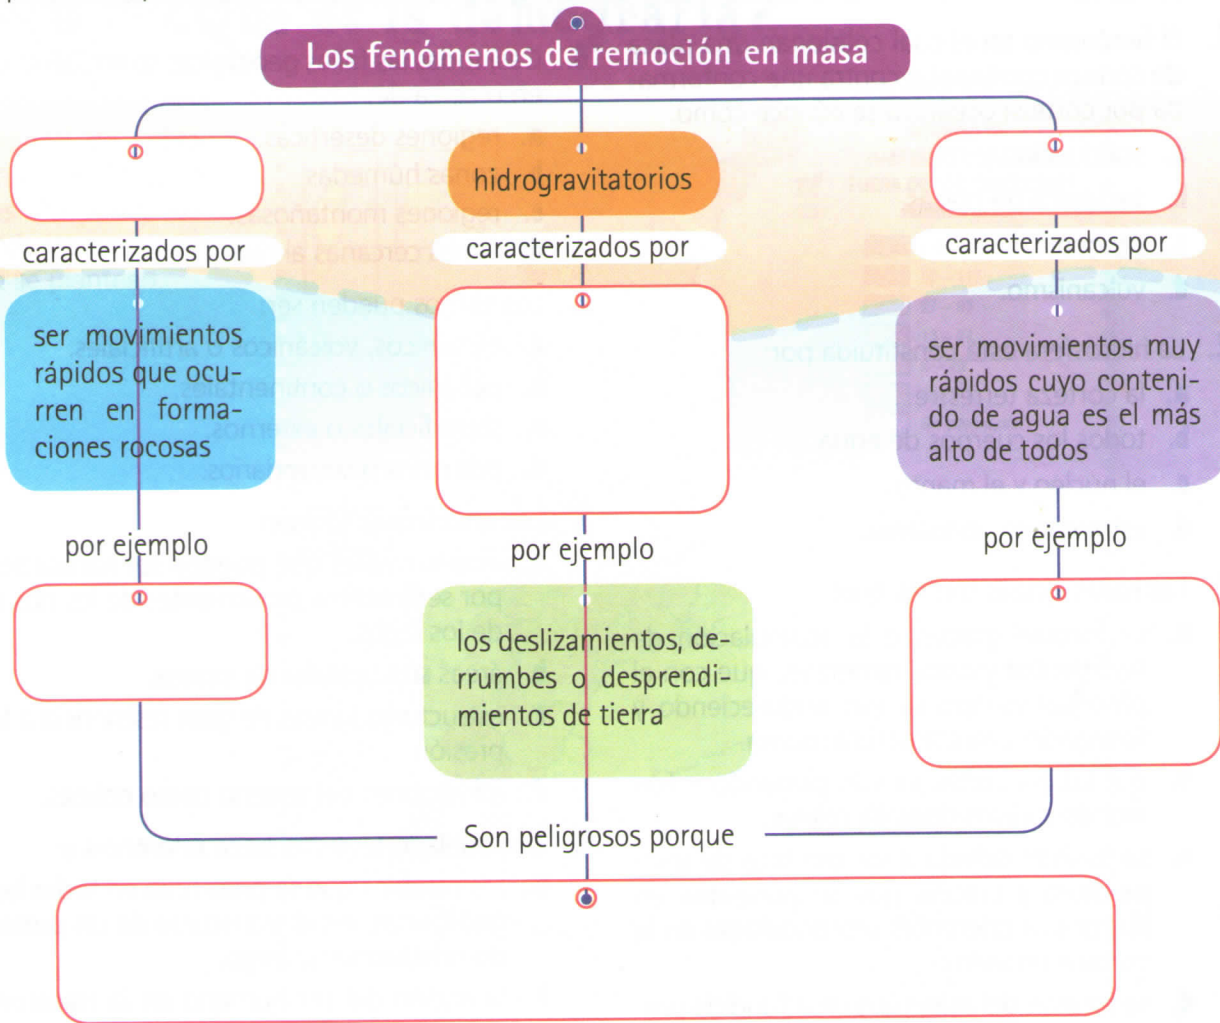 Los fenómenos de remoción en masa
hidrogravitatorios
caracterizados por
caracterizados por
caracterizados por
ser movimientos
rápidos que ocu-
rren en forma-
ciones rocosas
ser movimientos muy
rápidos cuyo conteni-
do de agua es el más
alto de todos
por ejemplo
por ejemplo
por ejemplo
los deslizamientos, de-
rrumbes o desprendi-
mientos de tierra
Son peligrosos porque